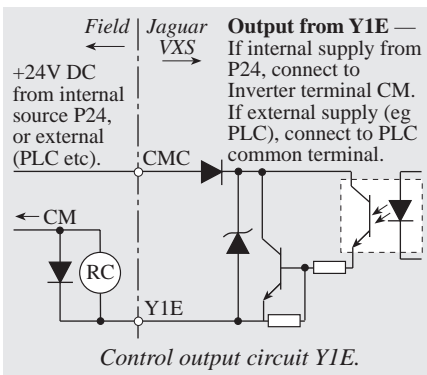 Field
Jaguar
VXS
Output from Y1E —
If internal supply from
P24, connect to
Inverter terminal CM.
If external supply (eg
PLC), connect to PLC
common terminal.
+24V DC
from internal
source P24,
or external
(PLC etc).
CMC
CM
RC
Y1E
Control output circuit Y1E.